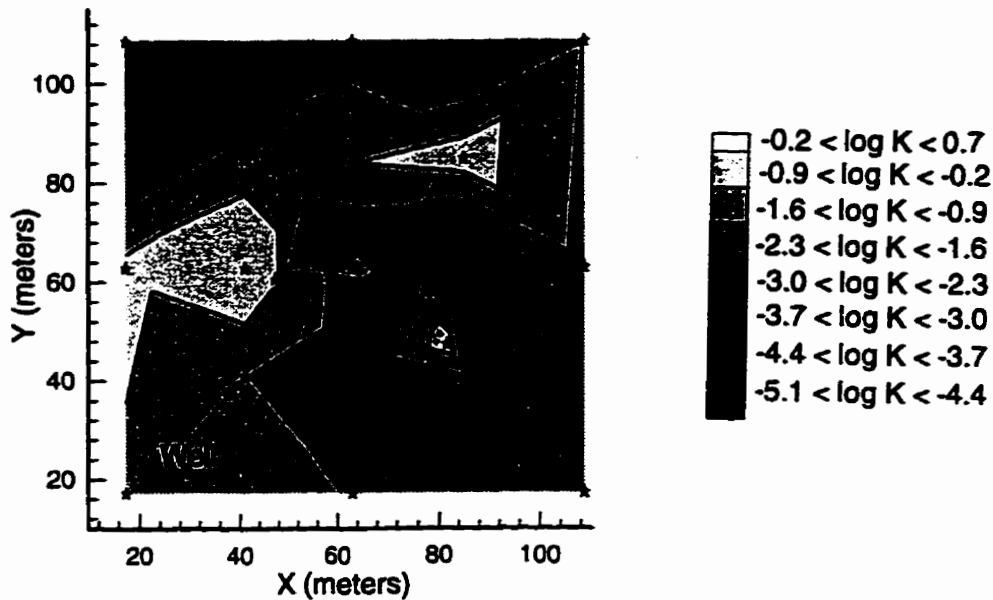 100
80
60
40
20
Y (meters)
20
40
60
80
100
X (meters)
-0.2 < log K < 0.7
-0.9 < log K < -0.2
-1.6 < log K < -0.9
-2.3 < log K < -1.6
-3.0 < log K < -2.3
-3.7 < log K < -3.0
-4.4 < log K < -3.7
-5.1 < log K < -4.4